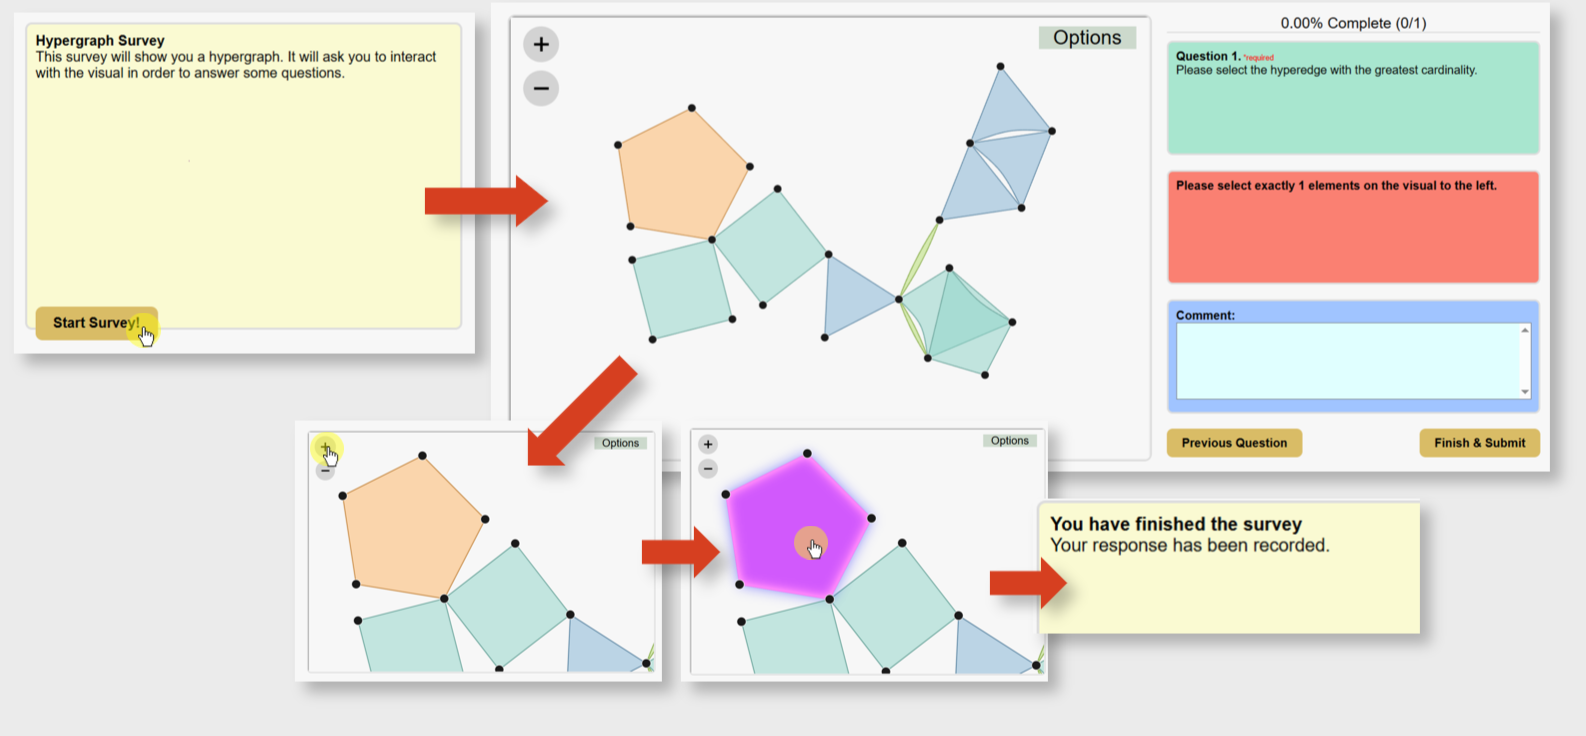 Hypergraph Survey
This survey will show you a hypergraph. It will ask you to interact
with the visual in order to answer some questions.
Start Survey!
+
−
Options
0.00% Complete (0/1)
Question 1. *required
Please select the hyperedge with the greatest cardinality.
Please select exactly 1 elements on the visual to the left.
Comment:
Previous Question
Finish & Submit
+
−
Options
+
−
Options
You have finished the survey
Your response has been recorded.